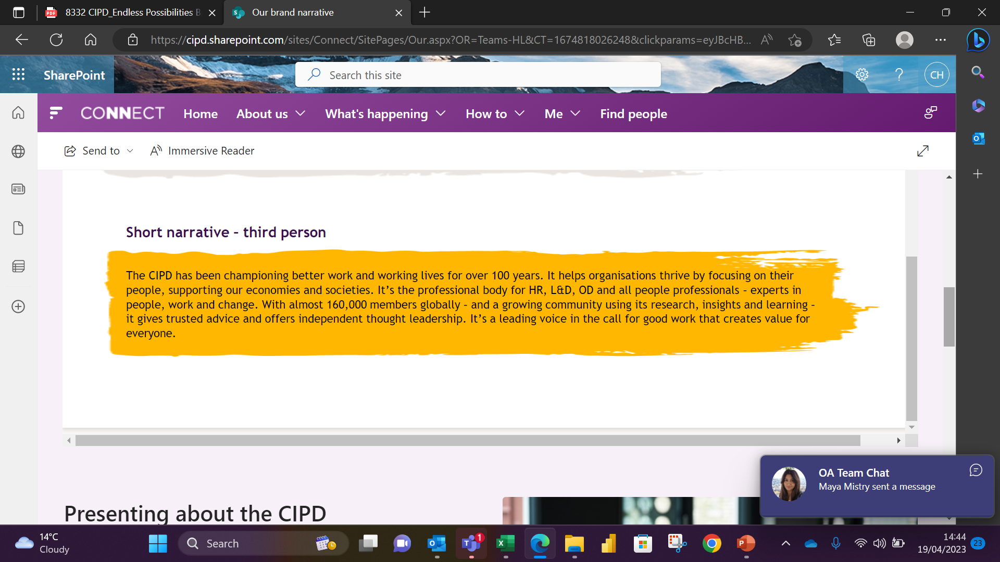 8332 CIPD_Endless Possibilities B
Our brand narrative
https://cipd.sharepoint.com/sites/Connect/SitePages/Our.aspx?OR=Teams-HL&CT=1674818026248&clickparams=eyJBcHB...
SharePoint
Search this site
CH
CONNECT
Home
About us
What's happening
How to
Me
Find people
Send to
Immersive Reader
Short narrative – third person
The CIPD has been championing better work and working lives for over 100 years. It helps organisations thrive by focusing on their
people, supporting our economies and societies. It’s the professional body for HR, L&D, OD and all people professionals – experts in
people, work and change. With almost 160,000 members globally – and a growing community using its research, insights and learning –
it gives trusted advice and offers independent thought leadership. It’s a leading voice in the call for good work that creates value for
everyone.
OA Team Chat
Maya Mistry sent a message
Presenting about the CIPD
14°C
Cloudy
Search
1
14:44
19/04/2023
23